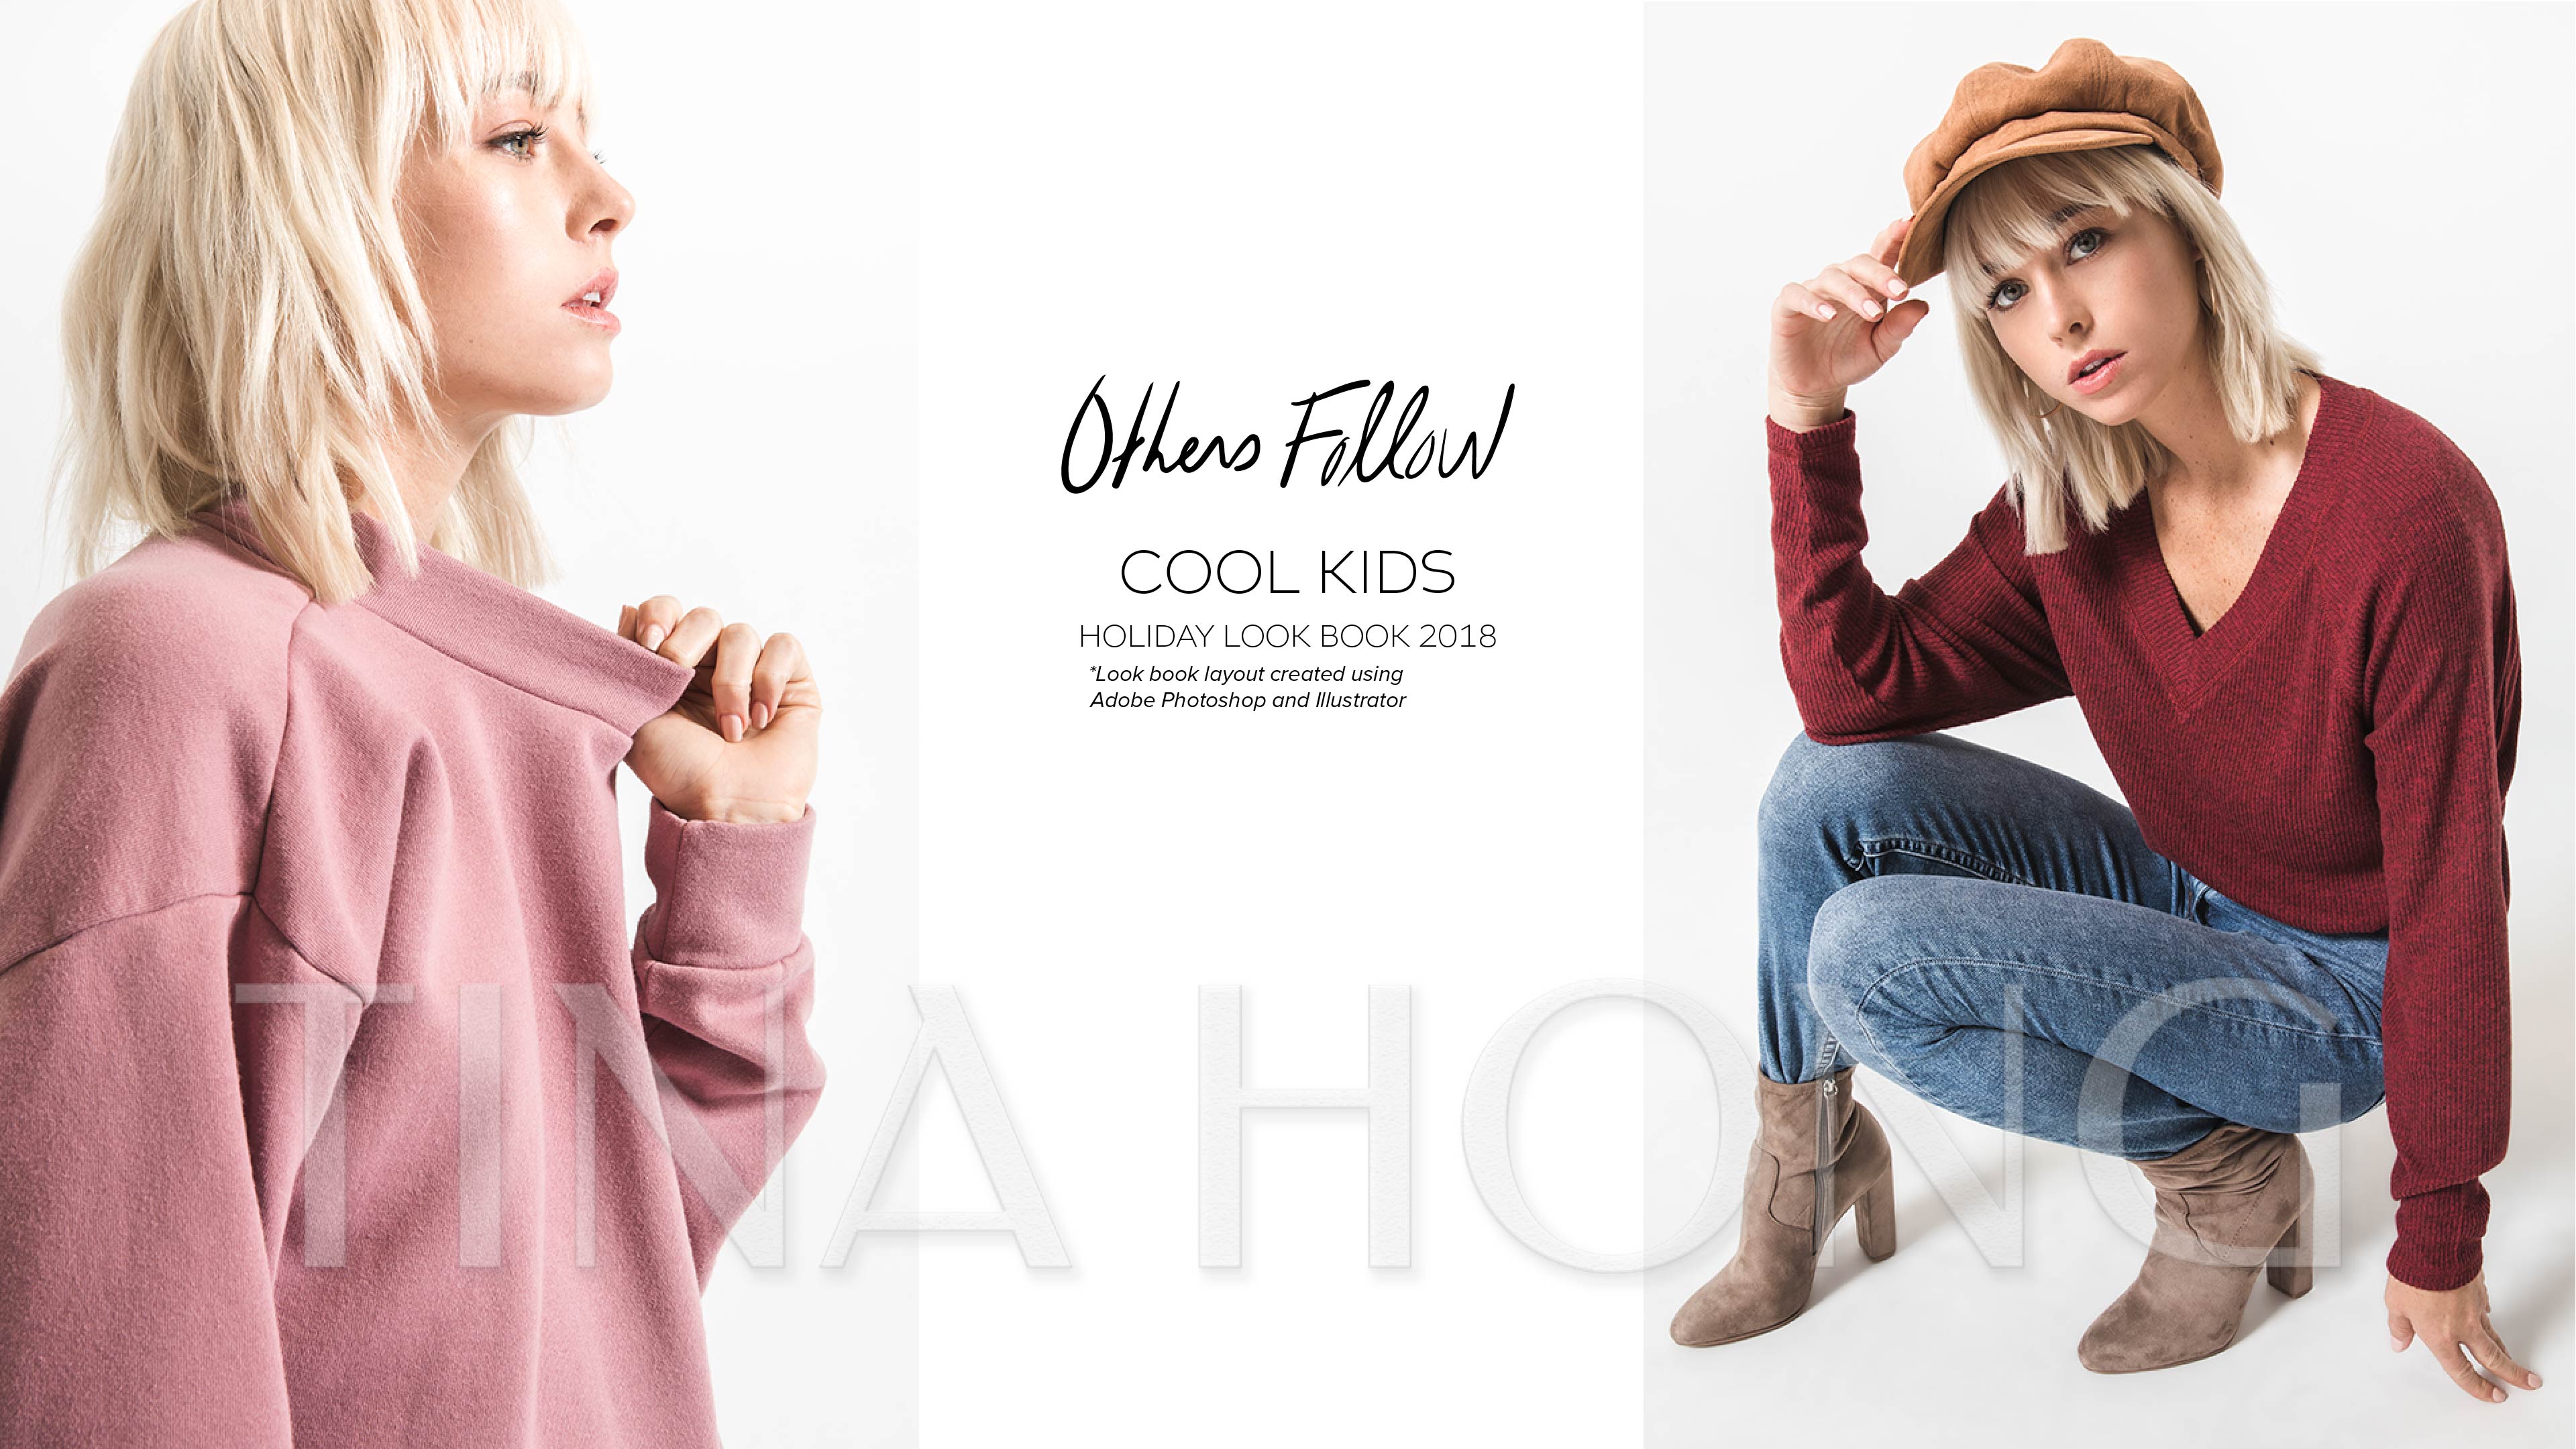 Others Follow
COOL KIDS
HOLIDAY LOOK BOOK 2018
*Look book layout created using
Adobe Photoshop and Illustrator
TINA HONG